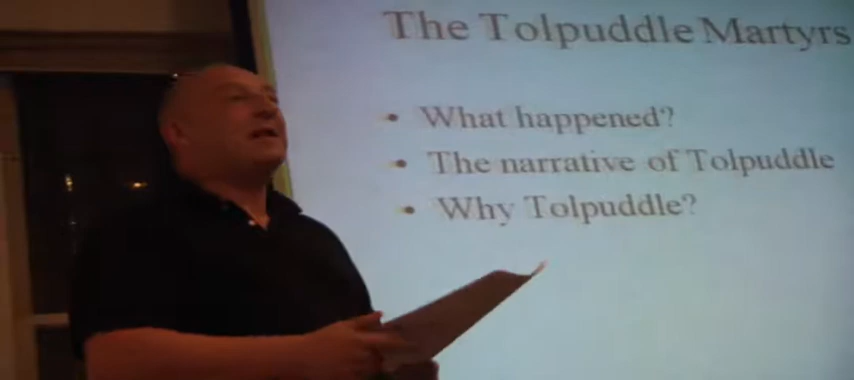 The Tolpuddle Martyrs
• What happened?
• The narrative of Tolpuddle
• Why Tolpuddle?